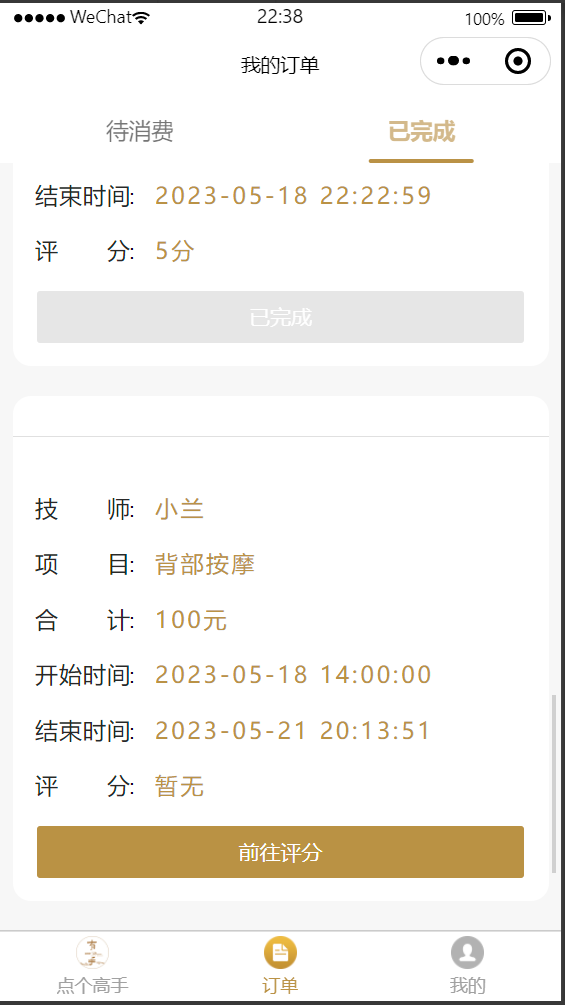 WeChat 22:38 100%
我的订单
待消费 已完成
结束时间: 2023-05-18 22:22:59
评 分: 5分
已完成
技 师: 小兰
项 目: 背部按摩
合 计: 100元
开始时间: 2023-05-18 14:00:00
结束时间: 2023-05-21 20:13:51
评 分: 暂无
前往评分
点个高手 订单 我的